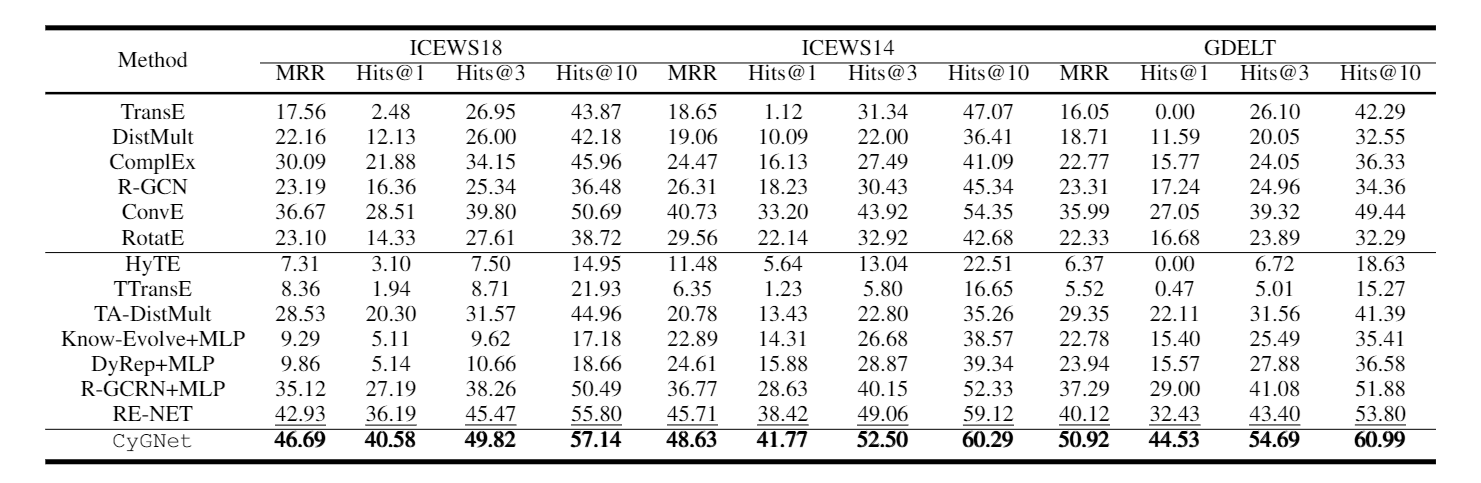 Method ICEWS18 ICEWS14 GDELT
MRR Hits@1 Hits@3 Hits@10 MRR Hits@1 Hits@3 Hits@10 MRR Hits@1 Hits@3 Hits@10
TransE 17.56 2.48 26.95 43.87 18.65 1.12 31.34 47.07 16.05 0.00 26.10 42.29
DistMult 22.16 12.13 26.00 42.18 19.06 10.09 22.00 36.41 18.71 11.59 20.05 32.55
ComplEx 30.09 21.88 34.15 45.96 24.47 16.13 27.49 41.09 22.77 15.77 24.05 36.33
R-GCN 23.19 16.36 25.34 36.48 26.31 18.23 30.43 45.34 23.31 17.24 24.96 34.36
ConvE 36.67 28.51 39.80 50.69 40.73 33.20 43.92 54.35 35.99 27.05 39.32 49.44
RotatE 23.10 14.33 27.61 38.72 29.56 22.14 32.92 42.68 22.33 16.68 23.89 32.29
HyTE 7.31 3.10 7.50 14.95 11.48 5.64 13.04 22.51 6.37 0.00 6.72 18.63
TTransE 8.36 1.94 8.71 21.93 6.35 1.23 5.80 16.65 5.52 0.47 5.01 15.27
TA-DistMult 28.53 20.30 31.57 44.96 20.78 13.43 22.80 35.26 29.35 22.11 31.56 41.39
Know-Evolve+MLP 9.29 5.11 9.62 17.18 22.89 14.31 26.68 38.57 22.78 15.40 25.49 35.41
DyRep+MLP 9.86 5.14 10.66 18.66 24.61 15.88 28.87 39.34 23.94 15.57 27.88 36.58
R-GCRN+MLP 35.12 27.19 38.26 50.49 36.77 28.63 40.15 52.33 37.29 29.00 41.08 51.88
RE-NET 42.93 36.19 45.47 55.80 45.71 38.42 49.06 59.12 40.12 32.43 43.40 53.80
CyGNet 46.69 40.58 49.82 57.14 48.63 41.77 52.50 60.29 50.92 44.53 54.69 60.99